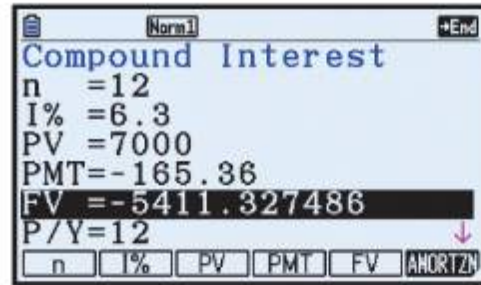 Norm1 End
Compound Interest
n =12
I% =6.3
PV =7000
PMT=-165.36
FV =-5411.327486
P/Y=12
n I% PV PMT FV AMORTZN